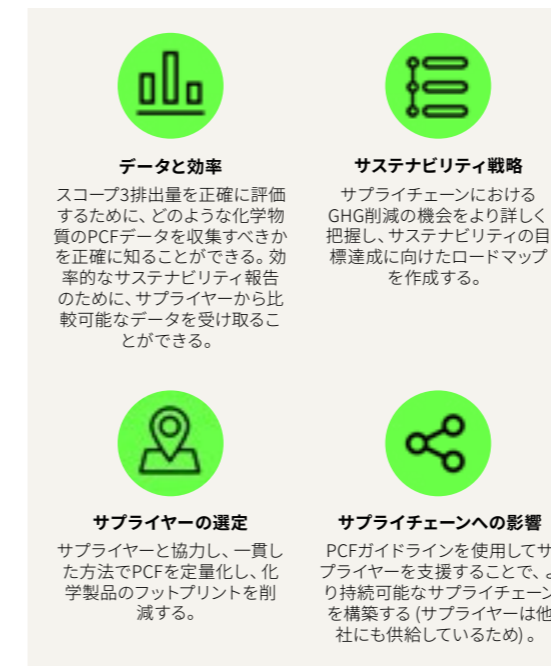 データと効率
スコープ3排出量を正確に評価
するために、どのような化学物
質のPCFデータを収集すべきか
を正確に知ることができる。効
率的なサステナビリティ報告
のために、サプライヤーから比
較可能なデータを受け取るこ
とができる。
サステナビリティ戦略
サプライチェーンにおける
GHG削減の機会をより詳しく
把握し、サステナビリティの目
標達成に向けたロードマップ
を作成する。
サプライヤーの選定
サプライヤーと協力し、一貫し
た方法でPCFを定量化し、化
学製品のフットプリントを削
減する。
サプライチェーンへの影響
PCFガイドラインを使用してサ
プライヤーを支援することで、よ
り持続可能なサプライチェーン
を構築する (サプライヤーは他
社にも供給しているため) 。